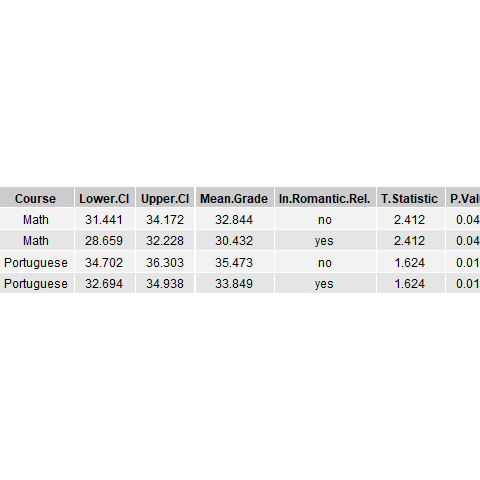 Course Lower.CI Upper.CI Mean.Grade In.Romantic.Rel. T.Statistic
Math 31.441 34.172 32.844 no 2.412 0.04
Math 28.659 32.228 30.432 yes 2.412 0.04
Portuguese 34.702 36.303 35.473 no 1.624 0.01
Portuguese 32.694 34.938 33.849 yes 1.624 0.01